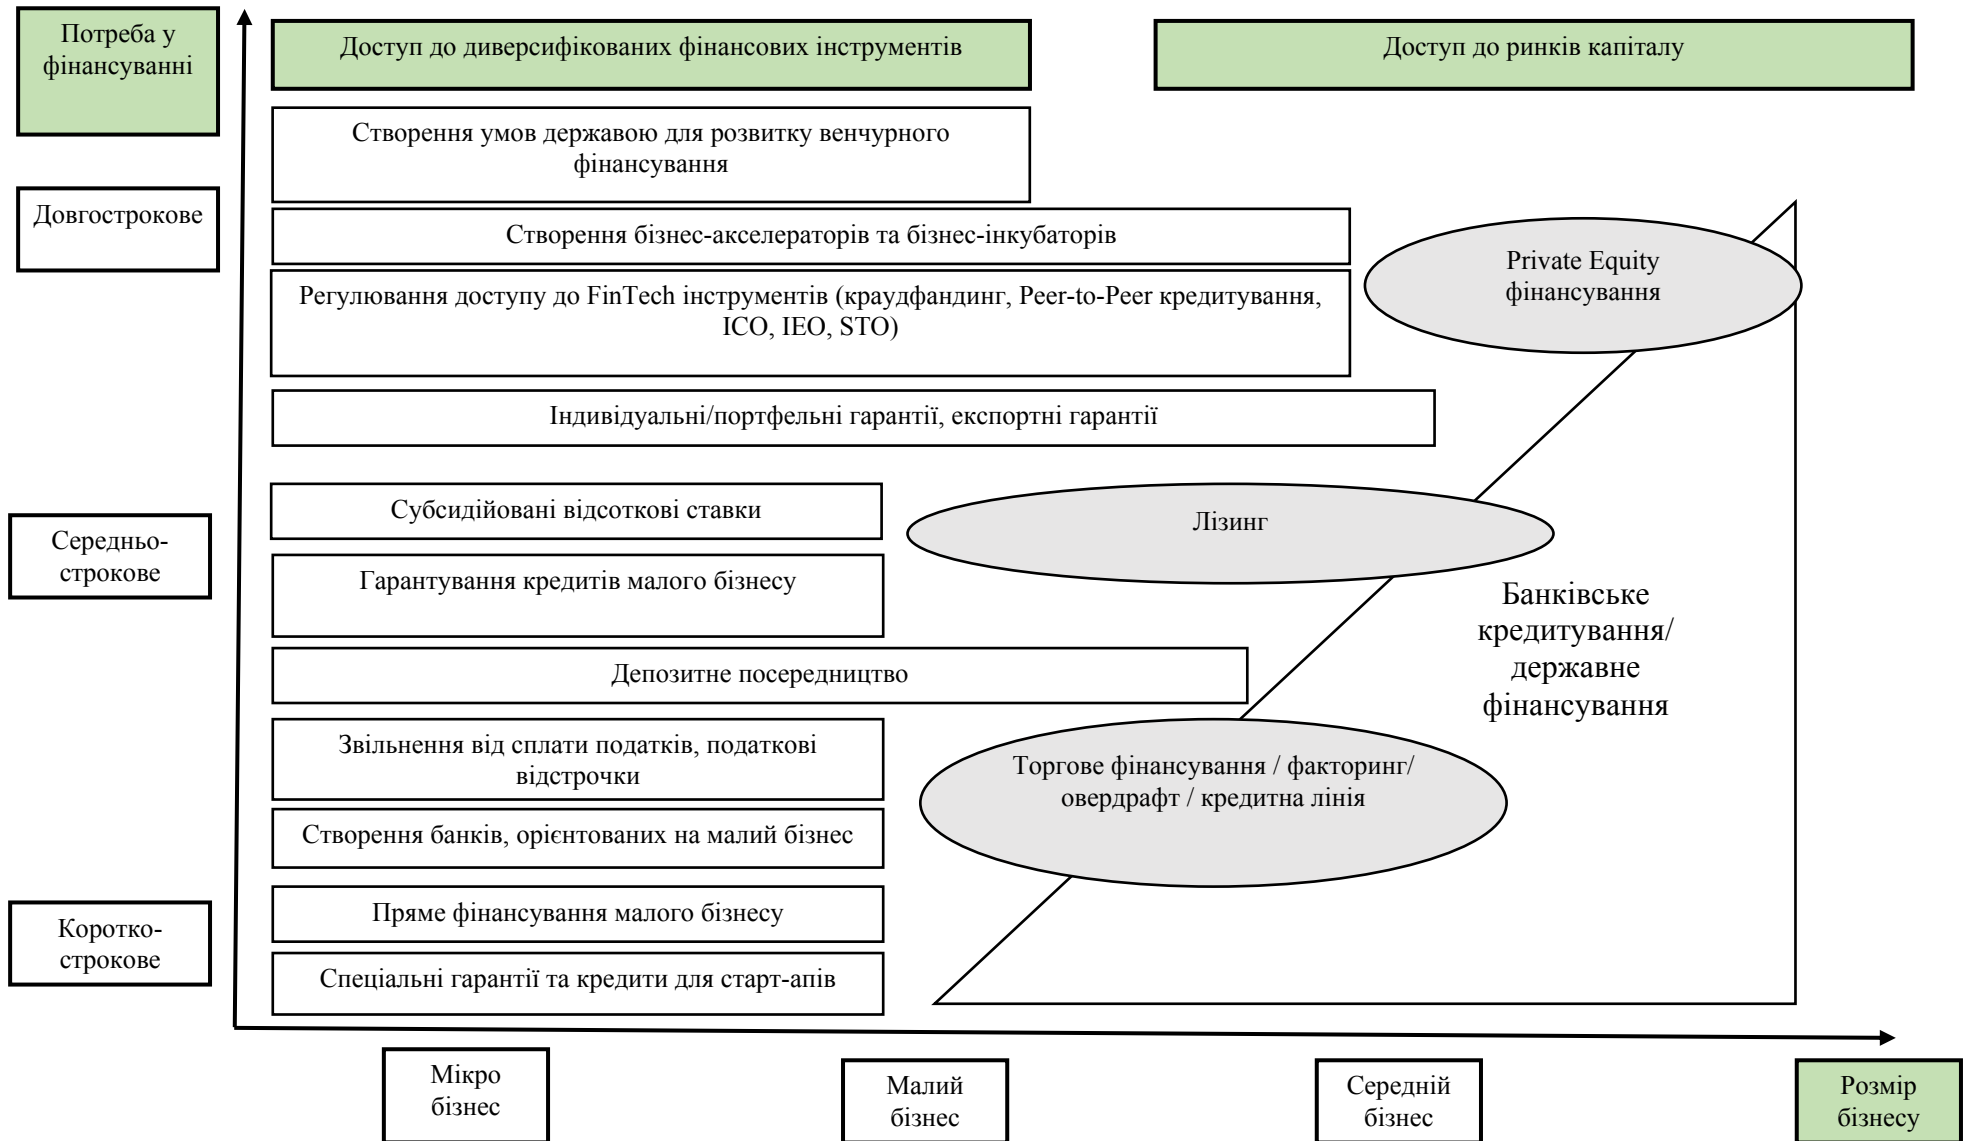 Потреба у
фінансуванні
Доступ до диверсифікованих фінансових інструментів
Доступ до ринків капіталу
Створення умов державою для розвитку венчурного
фінансування
Довгострокове
Створення бізнес-акселераторів та бізнес-інкубаторів
Private Equity
фінансування
Регулювання доступу до FinTech інструментів (краудфандинг, Peer-to-Peer кредитування,
ICO, IEO, STO)
Індивідуальні/портфельні гарантії, експортні гарантії
Субсидійовані відсоткові ставки
Лізинг
Середньо-
строкове
Гарантування кредитів малого бізнесу
Банківське
кредитування/
державне
фінансування
Депозитне посередництво
Звільнення від сплати податків, податкові
відстрочки
Торгове фінансування / факторинг/
овердрафт / кредитна лінія
Створення банків, орієнтованих на малий бізнес
Коротко-
строкове
Пряме фінансування малого бізнесу
Спеціальні гарантії та кредити для старт-апів
Мікро
бізнес
Малий
бізнес
Середній
бізнес
Розмір
бізнесу